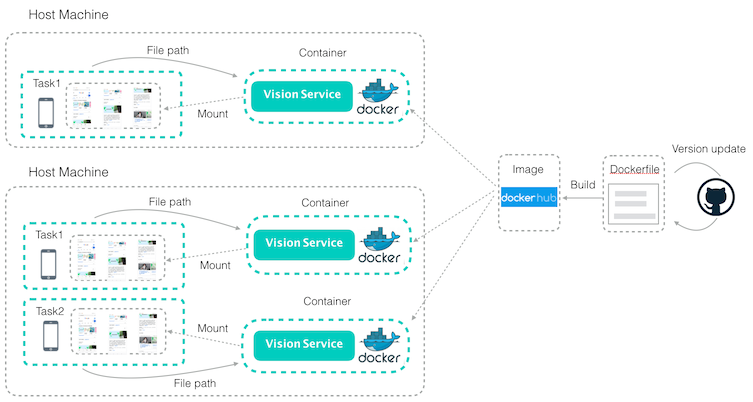 Host Machine
File path
Container
Task1
Vision Service
docker
Mount
Host Machine
File path
Container
Task1
Vision Service
docker
Mount
Task2
Container
Mount
Vision Service
docker
File path
Image
dockerhub
Build
Dockerfile
Version update